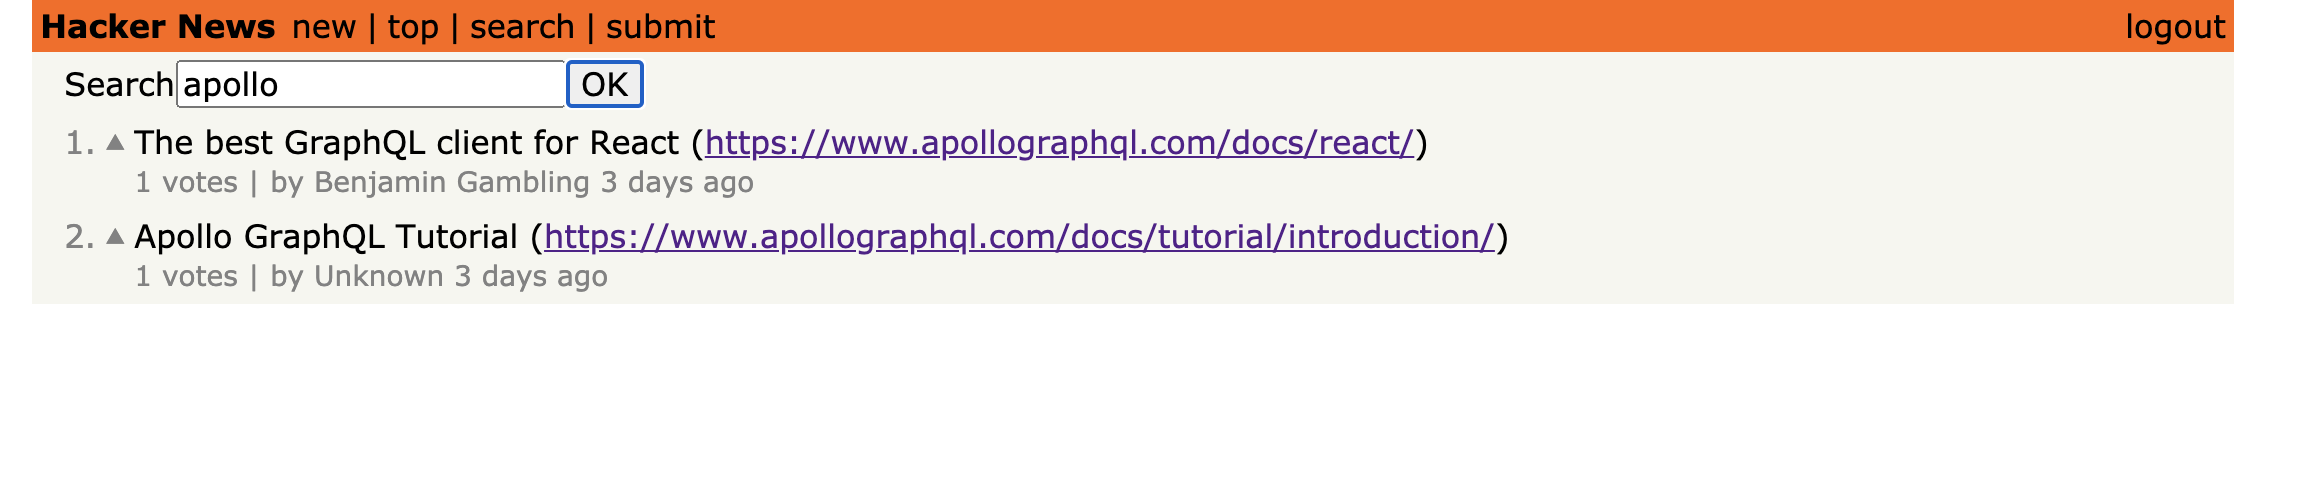 Hacker News new | top | search | submit logout
Search apollo OK
1. ▲ The best GraphQL client for React (https://www.apollographql.com/docs/react/)
1 votes | by Benjamin Gambling 3 days ago
2. ▲ Apollo GraphQL Tutorial (https://www.apollographql.com/docs/tutorial/introduction/)
1 votes | by Unknown 3 days ago